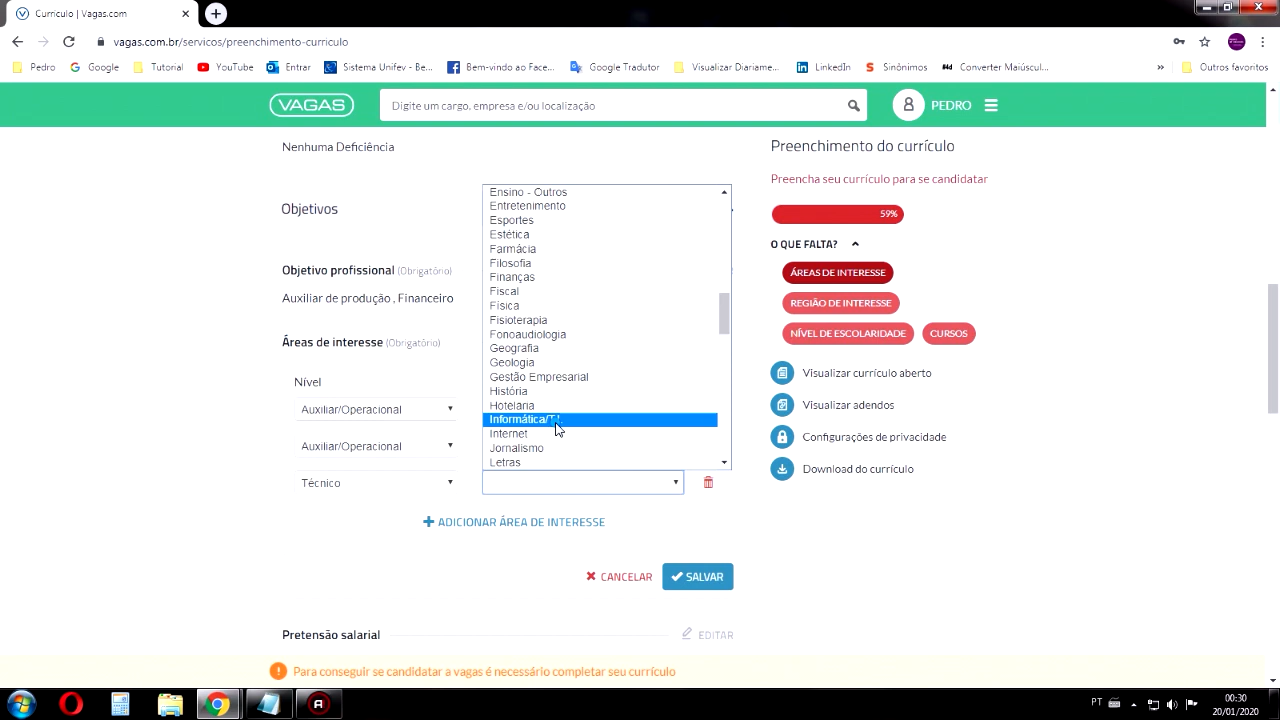 Currículo | Vagas.com
vagas.com.br/servicos/preenchimento-curriculo
Pedro Google Tutorial YouTube Entrar Sistema Unifev - Be... Bem-vindo ao Face... Google Tradutor Visualizar Diariame... LinkedIn Sinônimos Converter Maiúscul... » Outros favoritos
VAGAS Digite um cargo, empresa e/ou localização PEDRO
Nenhuma Deficiência
Objetivos
Objetivo profissional (Obrigatório)
Auxiliar de produção , Financeiro
Áreas de interesse (Obrigatório)
Nível
Auxiliar/Operacional
Auxiliar/Operacional
Técnico
Ensino - Outros
Entretenimento
Esportes
Estética
Farmácia
Filosofia
Finanças
Fiscal
Física
Fisioterapia
Fonoaudiologia
Geografia
Geologia
Gestão Empresarial
História
Hotelaria
Informática/T.I.
Internet
Jornalismo
Letras
ADICIONAR ÁREA DE INTERESSE
CANCELAR SALVAR
Pretensão salarial EDITAR
Preenchimento do currículo
Preencha seu currículo para se candidatar
59%
O QUE FALTA?
ÁREAS DE INTERESSE
REGIÃO DE INTERESSE
NÍVEL DE ESCOLARIDADE CURSOS
Visualizar currículo aberto
Visualizar adendos
Configurações de privacidade
Download do currículo
Para conseguir se candidatar a vagas é necessário completar seu currículo
PT 00:30
20/01/2020